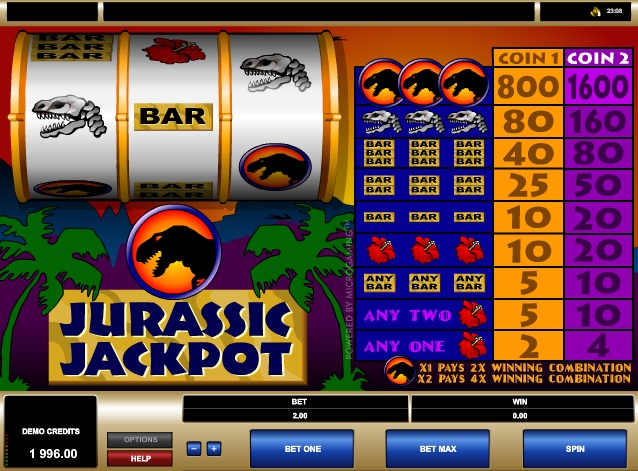 23:08
BAR
BAR
BAR
BAR
BAR
BAR
COIN 1 COIN 2
800 1600
80 160
BAR BAR BAR
BAR BAR BAR
BAR BAR BAR
40 80
BAR BAR BAR
BAR BAR BAR
25 50
BAR BAR BAR
10 20
10 20
ANY ANY ANY
BAR BAR BAR
5 10
ANY TWO
5 10
ANY ONE
2 4
X1 PAYS 2X WINNING COMBINATION
X2 PAYS 4X WINNING COMBINATION
POWERED BY MICROGAMING™
JURASSIC
JACKPOT
DEMO CREDITS
1 996.00
BET
2.00
WIN
0.00
OPTIONS
HELP
− +
BET ONE
BET MAX
SPIN